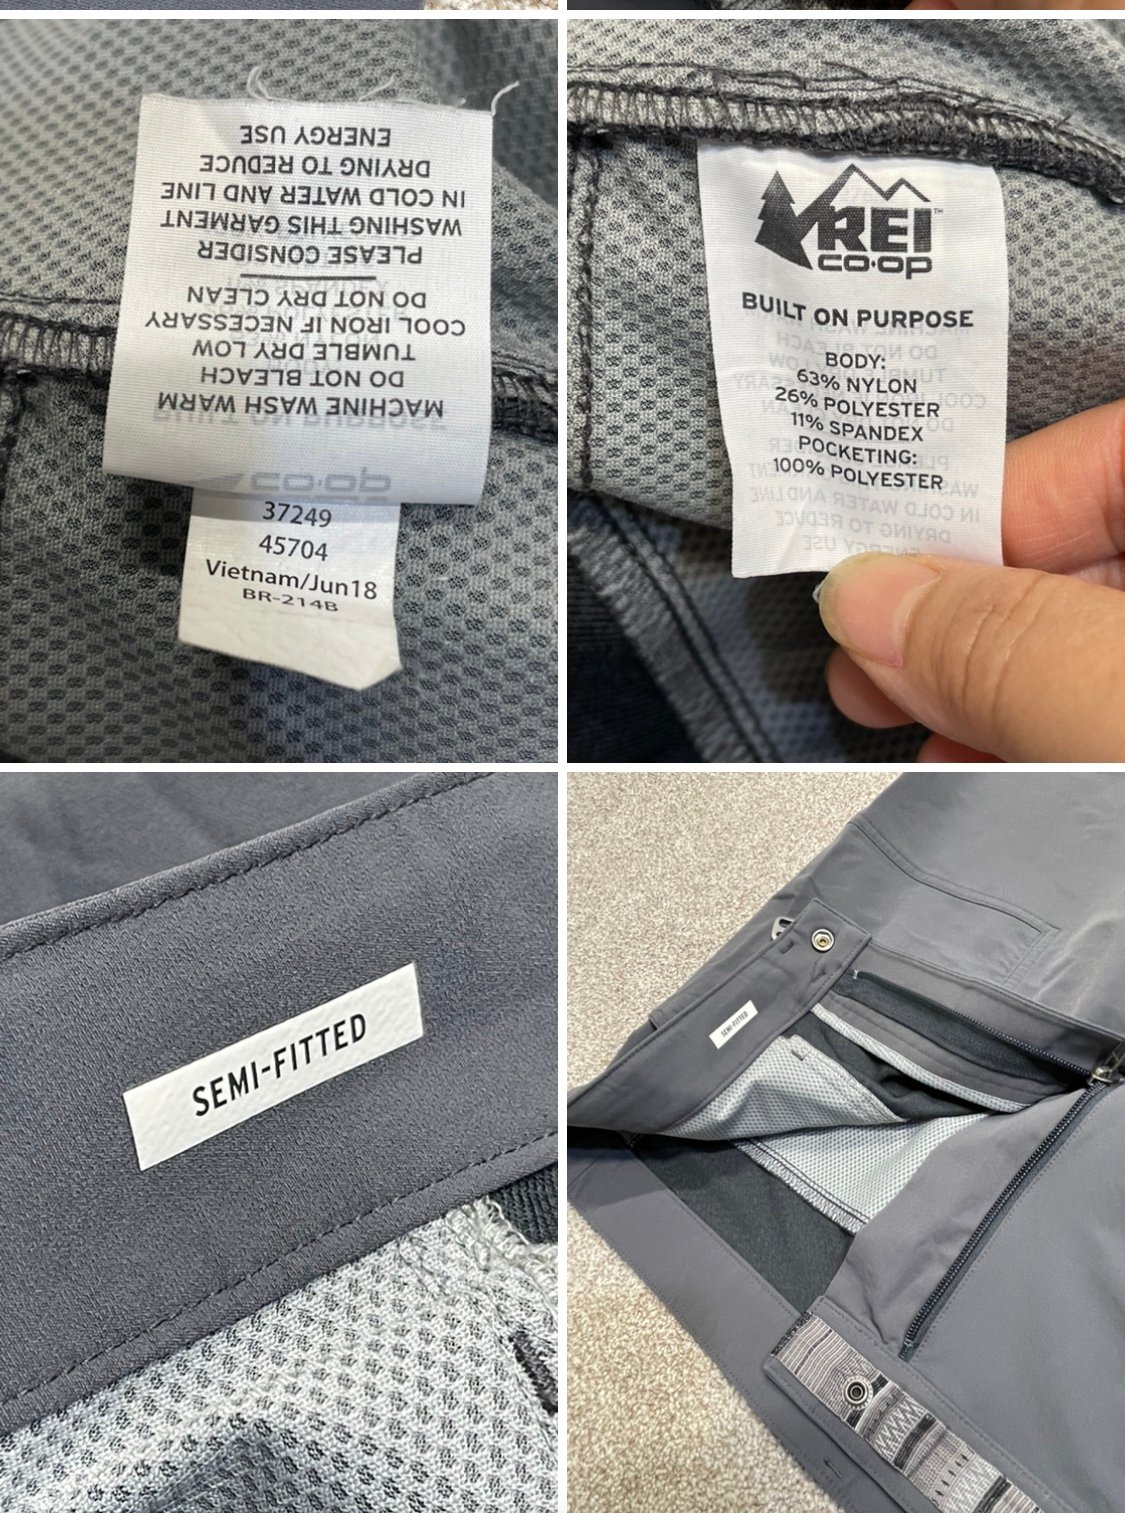 MACHINE WASH WARM
DO NOT BLEACH
TUMBLE DRY LOW
COOL IRON IF NECESSARY
DO NOT DRY CLEAN
PLEASE CONSIDER
WASHING THIS GARMENT
IN COLD WATER AND LINE
DRYING TO REDUCE
ENERGY USE
37249
45704
Vietnam/Jun18
BR-214B
REI™
CO·OP
BUILT ON PURPOSE
BODY:
63% NYLON
26% POLYESTER
11% SPANDEX
POCKETING:
100% POLYESTER
SEMI-FITTED
SEMI-FITTED